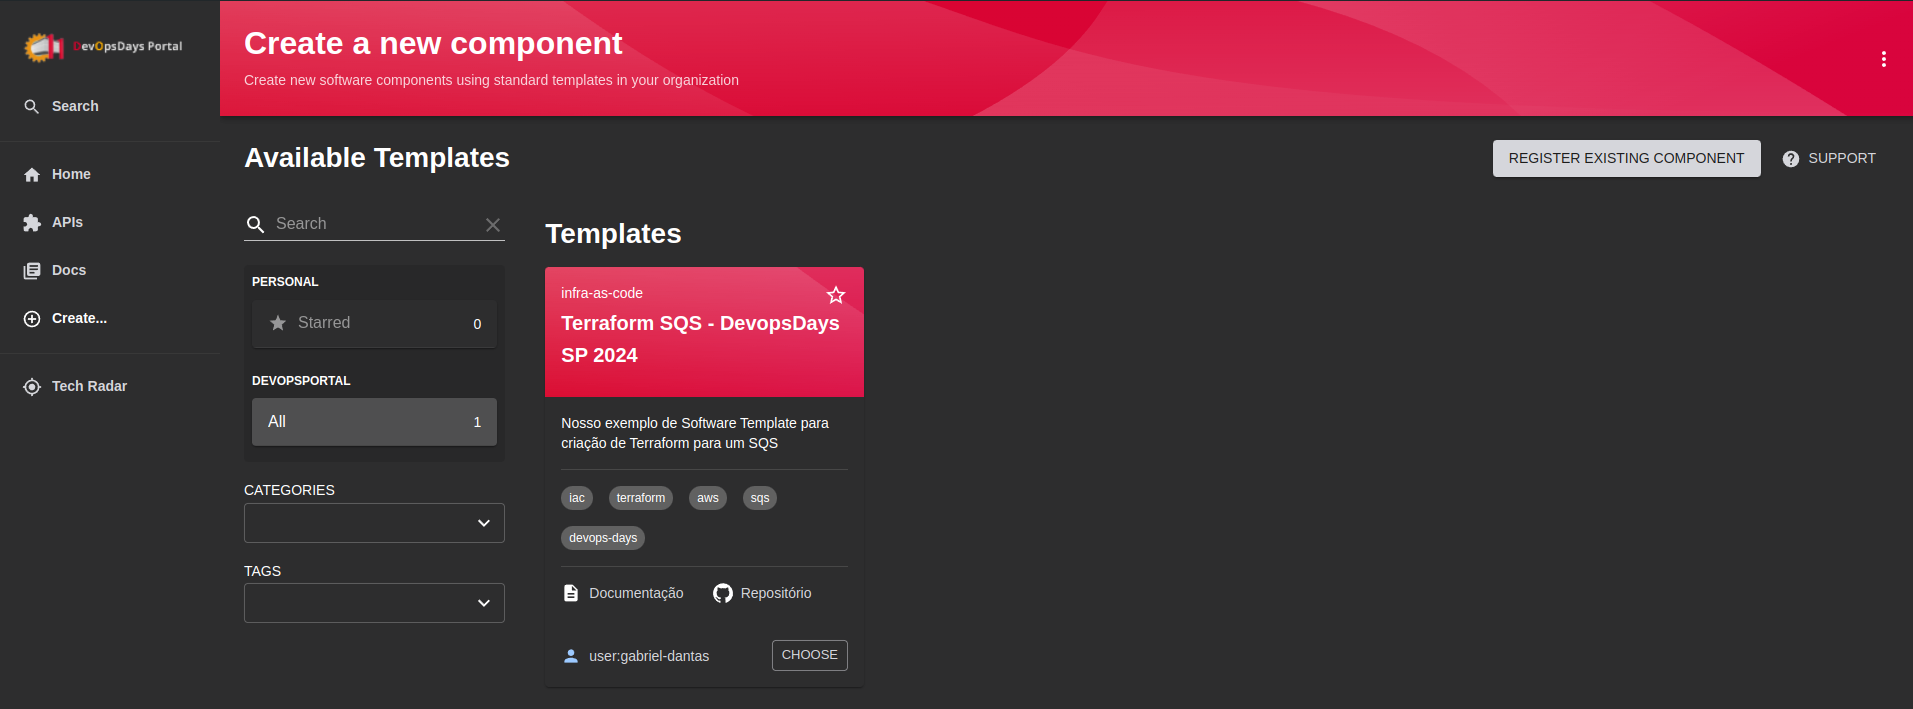 DevOpsDays Portal
Search
Home
APIs
Docs
Create...
Tech Radar
Create a new component
Create new software components using standard templates in your organization
Available Templates
REGISTER EXISTING COMPONENT
SUPPORT
Search
PERSONAL
Starred 0
DEVOPSPORTAL
All 1
CATEGORIES
TAGS
Templates
infra-as-code
Terraform SQS - DevopsDays
SP 2024
Nosso exemplo de Software Template para
criação de Terraform para um SQS
iac terraform aws sqs
devops-days
Documentação Repositório
user:gabriel-dantas CHOOSE